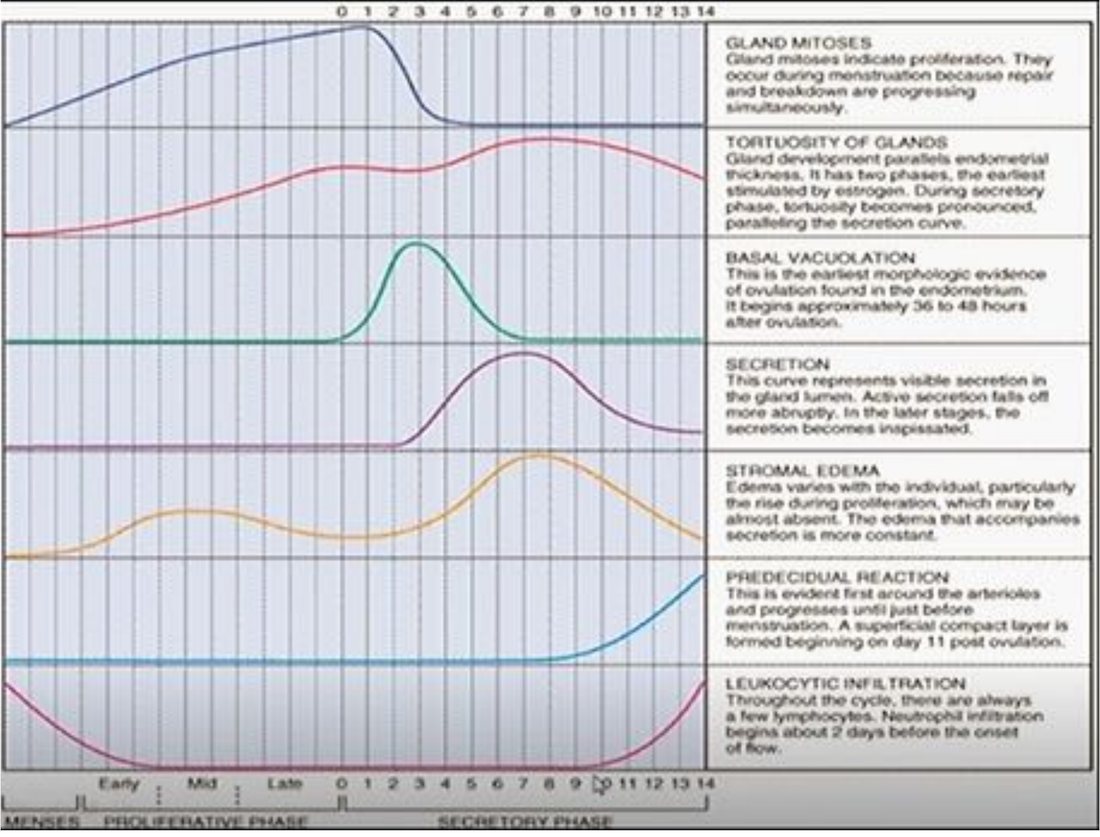 0 1 2 3 4 5 6 7 8 9 10 11 12 13 14
GLAND MITOSES
Gland mitoses indicate proliferation. They
occur during menstruation because repair
and breakdown are progressing
simultaneously.
TORTUOSITY OF GLANDS
Gland development parallels endometrial
thickness. It has two phases, the earliest
stimulated by estrogen. During secretory
phase, tortuosity becomes pronounced,
paralleling the secretion curve.
BASAL VACUOLATION
This is the earliest morphologic evidence
of ovulation found in the endometrium.
It begins approximately 36 to 48 hours
after ovulation.
SECRETION
This curve represents visible secretion in
the gland lumen. Active secretion falls off
more abruptly. In the later stages, the
secretion becomes inspissated.
STROMAL EDEMA
Edema varies with the individual, particularly
the rise during proliferation, which may be
almost absent. The edema that accompanies
secretion is more constant.
PREDECIDUAL REACTION
This is evident first around the arterioles
and progresses until just before
menstruation. A superficial compact layer is
formed beginning on day 11 post ovulation.
LEUKOCYTIC INFILTRATION
Throughout the cycle, there are always
a few lymphocytes. Neutrophil infiltration
begins about 2 days before the onset
of flow.
Early Mid Late 0 1 2 3 4 5 6 7 8 9 10 11 12 13 14
MENSES PROLIFERATIVE PHASE SECRETORY PHASE